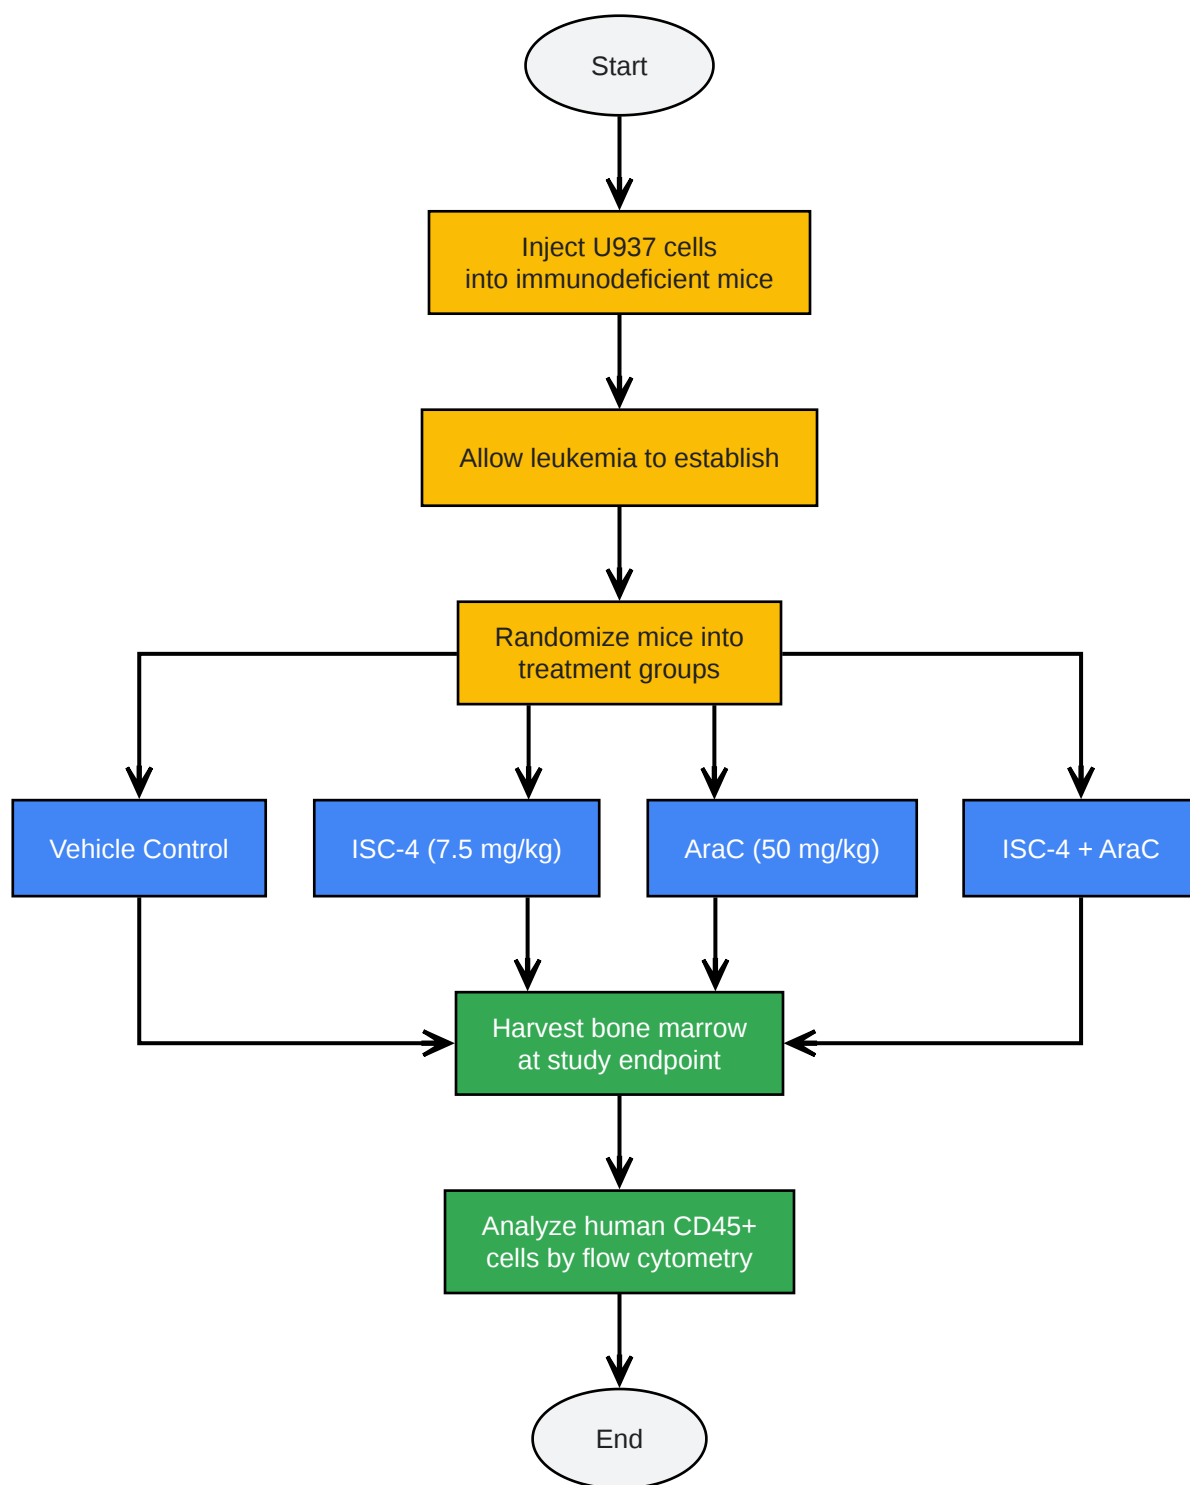 Start
Inject U937 cells
into immunodeficient mice
Allow leukemia to establish
Randomize mice into
treatment groups
Vehicle Control
ISC-4 (7.5 mg/kg)
AraC (50 mg/kg)
ISC-4 + AraC
Harvest bone marrow
at study endpoint
Analyze human CD45+
cells by flow cytometry
End